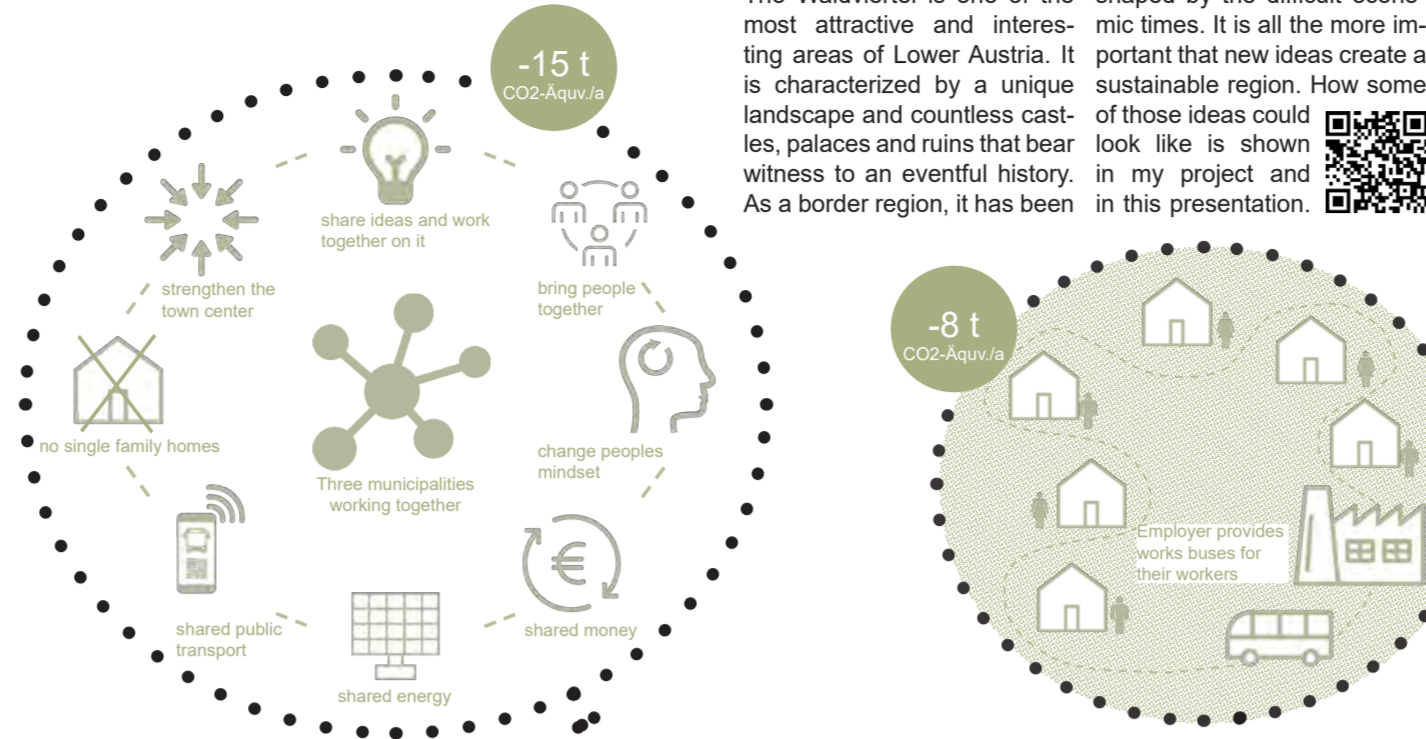 -15 t
CO2-Äquv./a
share ideas and work
together on it
strengthen the
town center
bring people
together
no single family homes
Three municipalities
working together
change peoples
mindset
shared public
transport
shared money
shared energy
most attractive and interes-
ting areas of Lower Austria. It
is characterized by a unique
landscape and countless cast-
les, palaces and ruins that bear
witness to an eventful history.
As a border region, it has been
mic times. It is all the more im-
portant that new ideas create a
sustainable region. How some
of those ideas could
look like is shown
in my project and
in this presentation.
-8 t
CO2-Äquv./a
Employer provides
works buses for
their workers